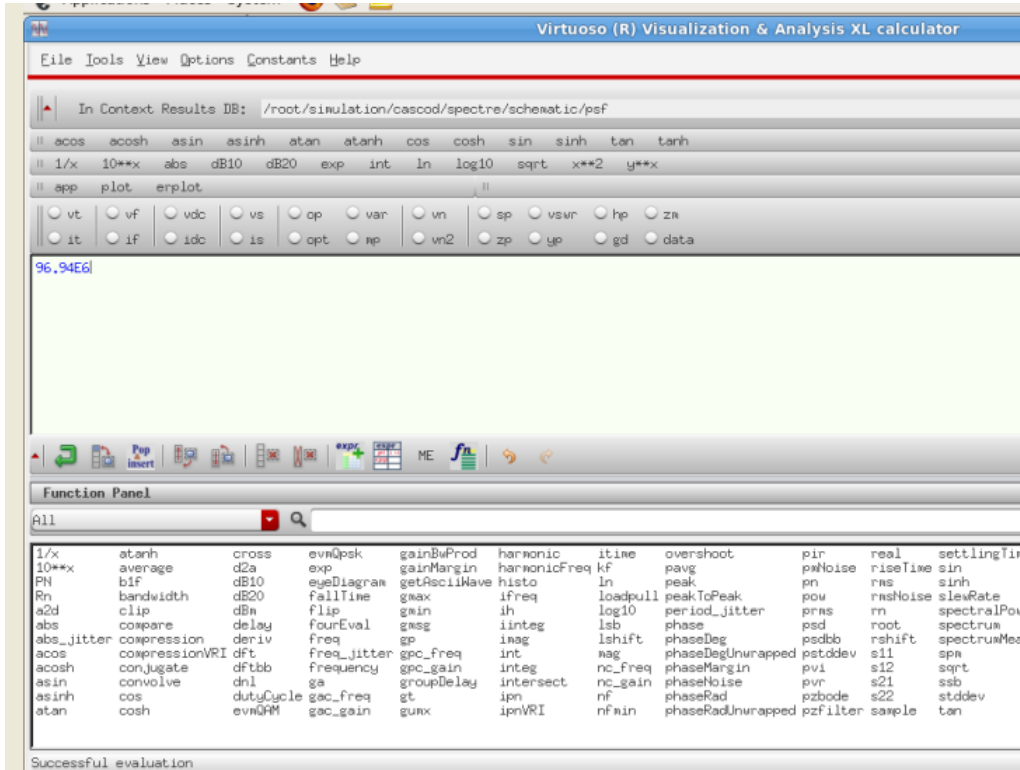 Applications Places System
Virtuoso (R) Visualization & Analysis XL calculator
File Tools View Options Constants Help
In Context Results DB: /root/simulation/cascod/spectre/schematic/psf
acos acosh asin asinh atan atanh cos cosh sin sinh tan tanh
1/x 10**x abs dB10 dB20 exp int ln log10 sqrt x**2 y**x
app plot erplot
vt vf vdc vs op var vn sp vswr hp zm
it if idc is opt mp vn2 zp yp gd data
96.94E6
Pop insert expr expr ME fn
Function Panel
All
1/x atanh cross evmQpsk gainBwProd harmonic itime overshoot pir real settlingTim
10**x average d2a exp gainMargin harmonicFreq kf pavg pmNoise riseTime sin
PN b1f dB10 eyeDiagram getAsciiWave histo ln peak pn rms sinh
Rn bandwidth dB20 fallTime gmax ifreq loadpull peakToPeak pow rmsNoise slewRate
a2d clip dBm flip gmin ih log10 period_jitter prms rn spectralPow
abs compare delay fourEval gmsg iinteg lsb phase psd root spectrum
abs_jitter compression deriv freq gp imag lshift phaseDeg psdbb rshift spectrumMea
acos compressionVRI dft freq_jitter gpc_freq int mag phaseDegUnwrapped pstddev s11 spm
acosh conjugate dftbb frequency gpc_gain integ nc_freq phaseMargin pvi s12 sqrt
asin convolve dnl ga groupDelay intersect nc_gain phaseNoise pvr s21 ssb
asinh cos dutyCycle gac_freq gt ipn nf phaseRad pzbode s22 stddev
atan cosh evmQAM gac_gain gumx ipnVRI nfmin phaseRadUnwrapped pzfilter sample tan
Successful evaluation